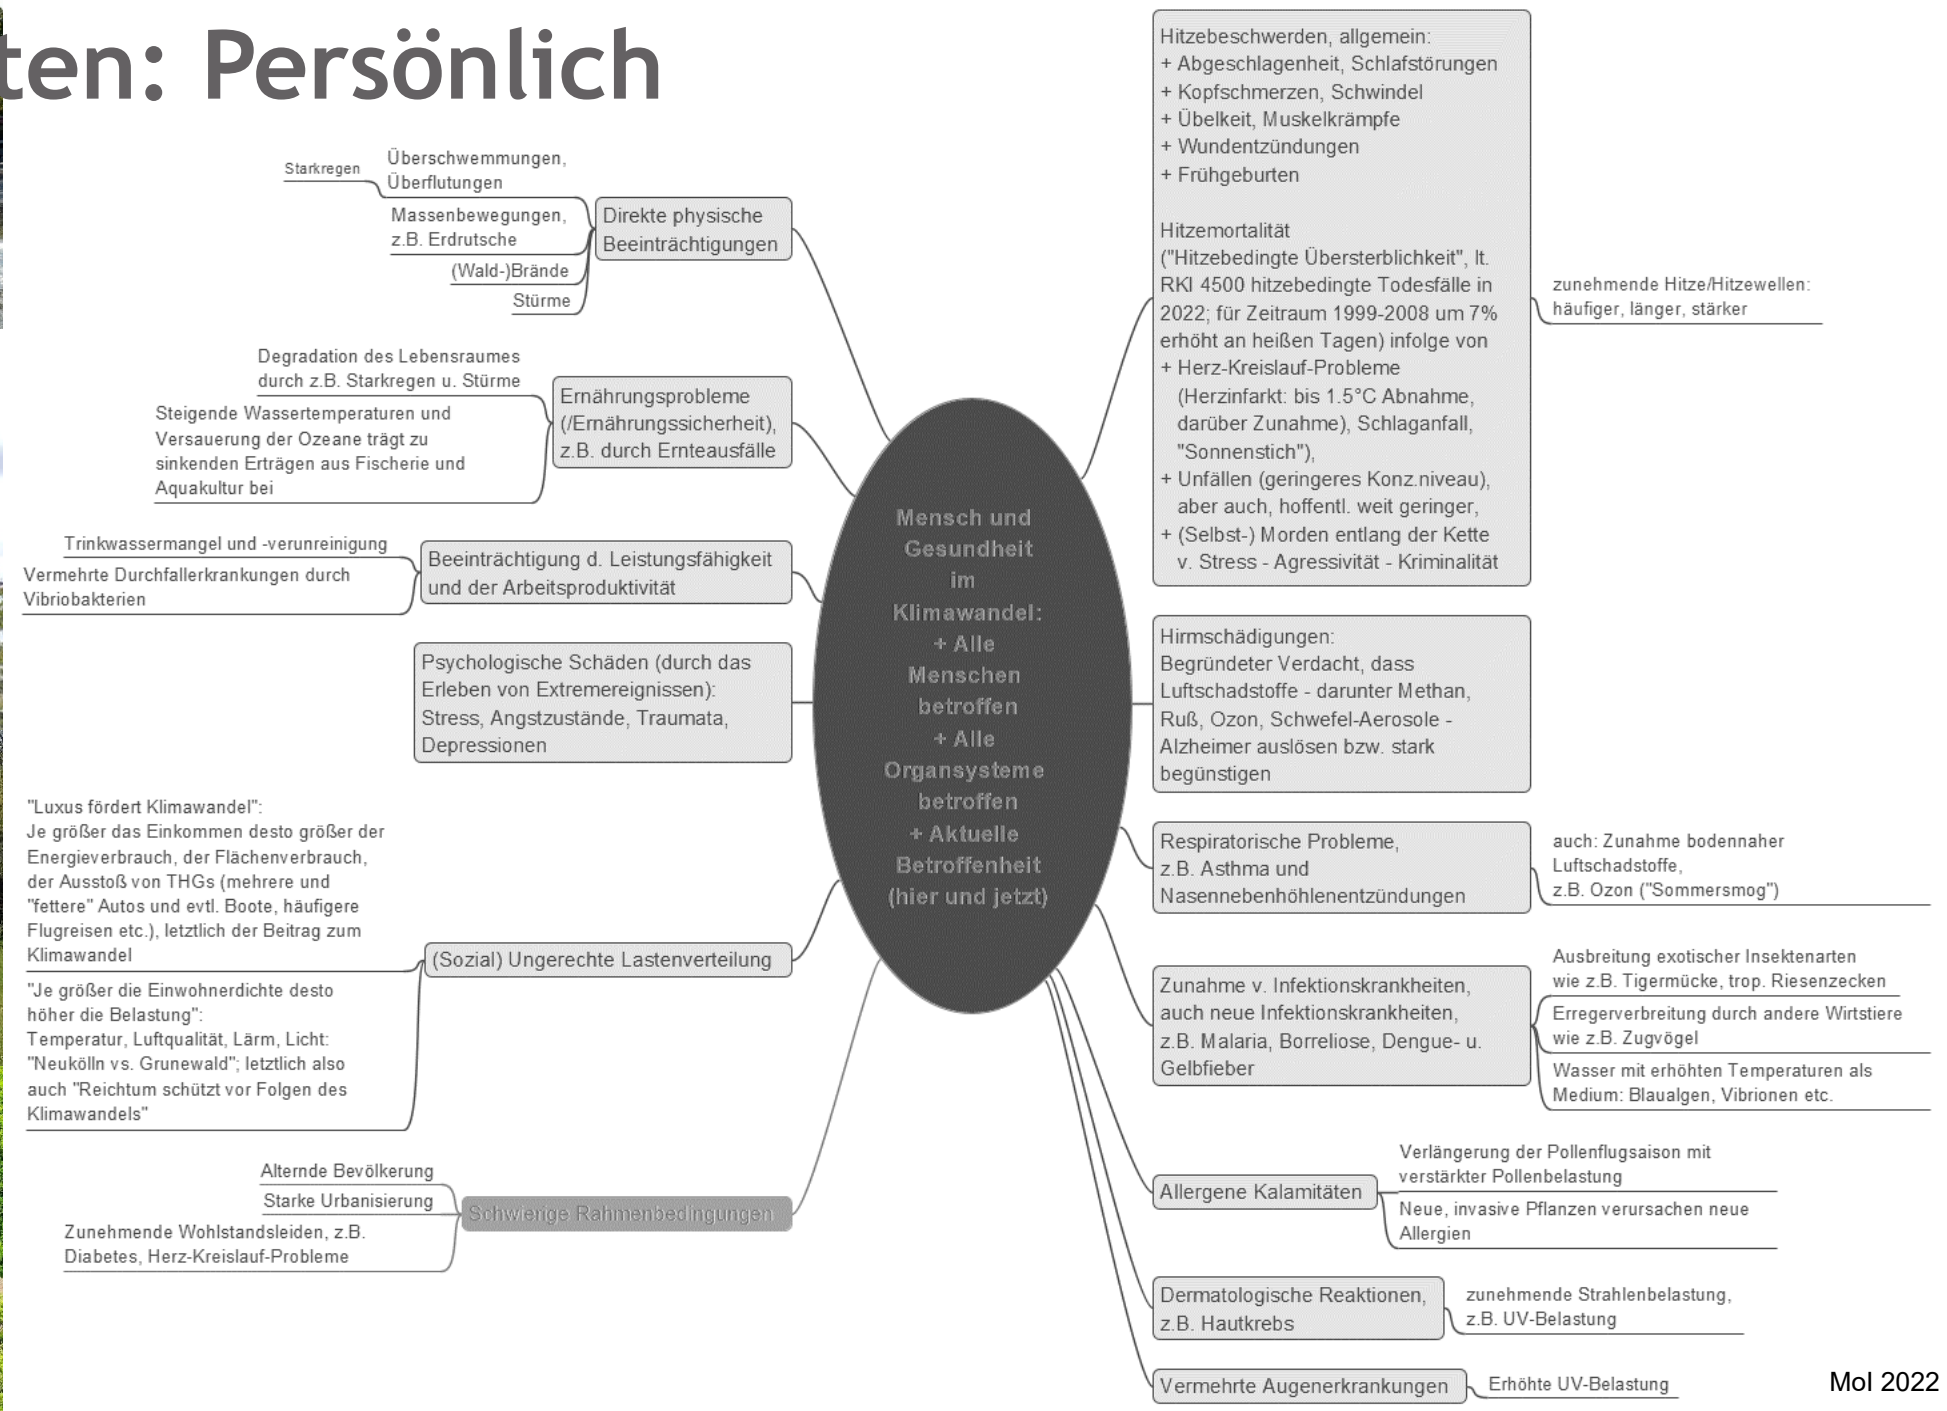 ten: Persönlich
Starkregen
Überschwemmungen,
Überflutungen
Massenbewegungen,
z.B. Erdrutsche
(Wald-)Brände
Stürme
Direkte physische
Beeinträchtigungen
Degradation des Lebensraumes
durch z.B. Starkregen u. Stürme
Steigende Wassertemperaturen und
Versauerung der Ozeane trägt zu
sinkenden Erträgen aus Fischerie und
Aquakultur bei
Ernährungsprobleme
(/Ernährungssicherheit),
z.B. durch Ernteausfälle
Trinkwassermangel und -verunreinigung
Vermehrte Durchfallerkrankungen durch
Vibriobakterien
Beeinträchtigung d. Leistungsfähigkeit
und der Arbeitsproduktivität
Psychologische Schäden (durch das
Erleben von Extremereignissen):
Stress, Angstzustände, Traumata,
Depressionen
"Luxus fördert Klimawandel":
Je größer das Einkommen desto größer der
Energieverbrauch, der Flächenverbrauch,
der Ausstoß von THGs (mehrere und
"fettere" Autos und evtl. Boote, häufigere
Flugreisen etc.), letztlich der Beitrag zum
Klimawandel
"Je größer die Einwohnerdichte desto
höher die Belastung":
Temperatur, Luftqualität, Lärm, Licht:
"Neukölln vs. Grunewald"; letztlich also
auch "Reichtum schützt vor Folgen des
Klimawandels"
(Sozial) Ungerechte Lastenverteilung
Alternde Bevölkerung
Starke Urbanisierung
Zunehmende Wohlstandsleiden, z.B.
Diabetes, Herz-Kreislauf-Probleme
Schwierige Rahmenbedingungen
Mensch und
Gesundheit
im
Klimawandel:
+ Alle
Menschen
betroffen
+ Alle
Organsysteme
betroffen
+ Aktuelle
Betroffenheit
(hier und jetzt)
Hitzebeschwerden, allgemein:
+ Abgeschlagenheit, Schlafstörungen
+ Kopfschmerzen, Schwindel
+ Übelkeit, Muskelkrämpfe
+ Wundentzündungen
+ Frühgeburten
Hitzemortalität
("Hitzebedingte Übersterblichkeit", lt.
RKI 4500 hitzebedingte Todesfälle in
2022; für Zeitraum 1999-2008 um 7%
erhöht an heißen Tagen) infolge von
+ Herz-Kreislauf-Probleme
(Herzinfarkt: bis 1.5°C Abnahme,
darüber Zunahme), Schlaganfall,
"Sonnenstich"),
+ Unfällen (geringeres Konz.niveau),
aber auch, hoffentl. weit geringer,
+ (Selbst-) Morden entlang der Kette
v. Stress - Agressivität - Kriminalität
zunehmende Hitze/Hitzewellen:
häufiger, länger, stärker
Hirmschädigungen:
Begründeter Verdacht, dass
Luftschadstoffe - darunter Methan,
Ruß, Ozon, Schwefel-Aerosole -
Alzheimer auslösen bzw. stark
begünstigen
Respiratorische Probleme,
z.B. Asthma und
Nasennebenhöhlenentzündungen
auch: Zunahme bodennaher
Luftschadstoffe,
z.B. Ozon ("Sommersmog")
Zunahme v. Infektionskrankheiten,
auch neue Infektionskrankheiten,
z.B. Malaria, Borreliose, Dengue- u.
Gelbfieber
Ausbreitung exotischer Insektenarten
wie z.B. Tigermücke, trop. Riesenzecken
Erregerverbreitung durch andere Wirtstiere
wie z.B. Zugvögel
Wasser mit erhöhten Temperaturen als
Medium: Blaualgen, Vibrionen etc.
Allergene Kalamitäten
Verlängerung der Pollenflugsaison mit
verstärkter Pollenbelastung
Neue, invasive Pflanzen verursachen neue
Allergien
Dermatologische Reaktionen,
z.B. Hautkrebs
zunehmende Strahlenbelastung,
z.B. UV-Belastung
Vermehrte Augenerkrankungen
Erhöhte UV-Belastung
Mol 2022